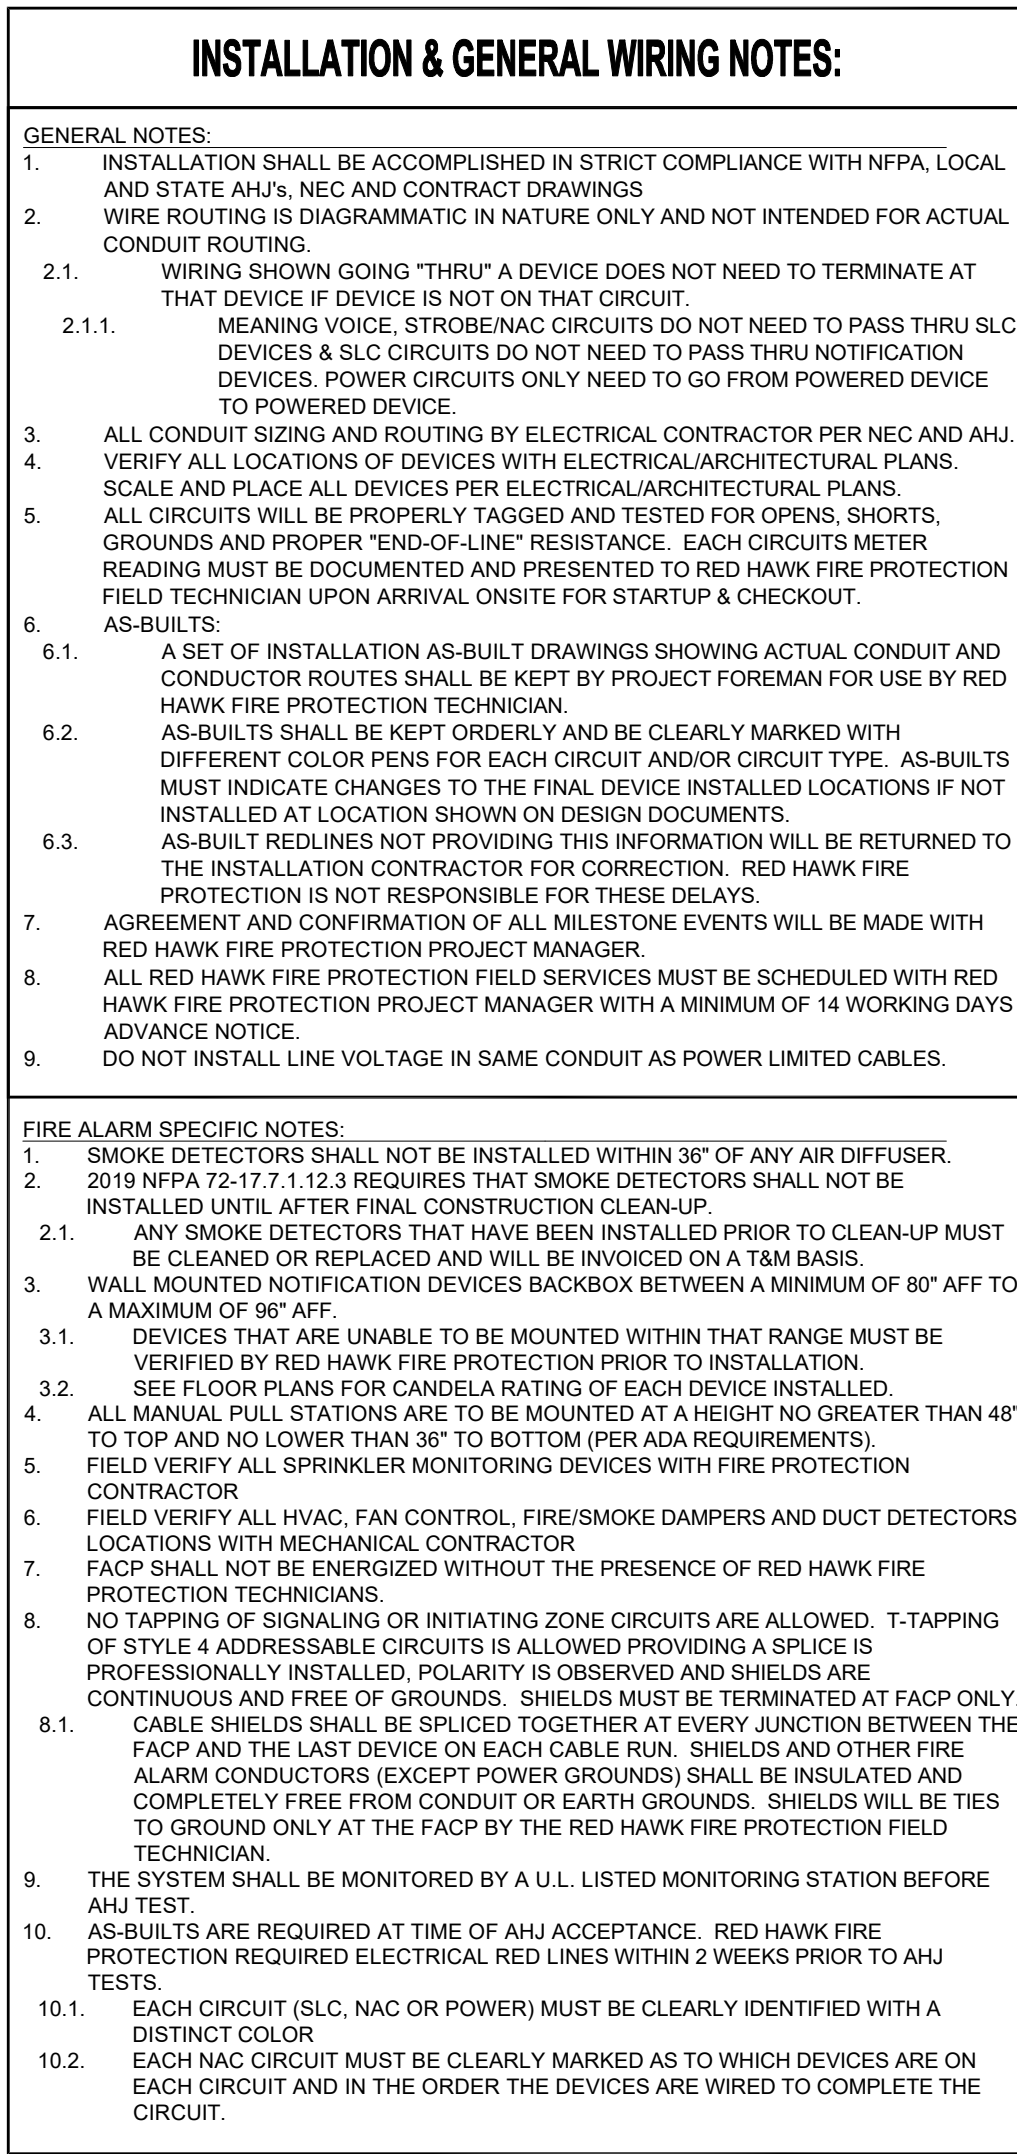 INSTALLATION & GENERAL WIRING NOTES:
GENERAL NOTES:
1. INSTALLATION SHALL BE ACCOMPLISHED IN STRICT COMPLIANCE WITH NFPA, LOCAL
AND STATE AHJ's, NEC AND CONTRACT DRAWINGS
2. WIRE ROUTING IS DIAGRAMMATIC IN NATURE ONLY AND NOT INTENDED FOR ACTUAL
CONDUIT ROUTING.
2.1. WIRING SHOWN GOING "THRU" A DEVICE DOES NOT NEED TO TERMINATE AT
THAT DEVICE IF DEVICE IS NOT ON THAT CIRCUIT.
2.1.1. MEANING VOICE, STROBE/NAC CIRCUITS DO NOT NEED TO PASS THRU SLC
DEVICES & SLC CIRCUITS DO NOT NEED TO PASS THRU NOTIFICATION
DEVICES. POWER CIRCUITS ONLY NEED TO GO FROM POWERED DEVICE
TO POWERED DEVICE.
3. ALL CONDUIT SIZING AND ROUTING BY ELECTRICAL CONTRACTOR PER NEC AND AHJ.
4. VERIFY ALL LOCATIONS OF DEVICES WITH ELECTRICAL/ARCHITECTURAL PLANS.
SCALE AND PLACE ALL DEVICES PER ELECTRICAL/ARCHITECTURAL PLANS.
5. ALL CIRCUITS WILL BE PROPERLY TAGGED AND TESTED FOR OPENS, SHORTS,
GROUNDS AND PROPER "END-OF-LINE" RESISTANCE. EACH CIRCUITS METER
READING MUST BE DOCUMENTED AND PRESENTED TO RED HAWK FIRE PROTECTION
FIELD TECHNICIAN UPON ARRIVAL ONSITE FOR STARTUP & CHECKOUT.
6. AS-BUILTS:
6.1. A SET OF INSTALLATION AS-BUILT DRAWINGS SHOWING ACTUAL CONDUIT AND
CONDUCTOR ROUTES SHALL BE KEPT BY PROJECT FOREMAN FOR USE BY RED
HAWK FIRE PROTECTION TECHNICIAN.
6.2. AS-BUILTS SHALL BE KEPT ORDERLY AND BE CLEARLY MARKED WITH
DIFFERENT COLOR PENS FOR EACH CIRCUIT AND/OR CIRCUIT TYPE. AS-BUILTS
MUST INDICATE CHANGES TO THE FINAL DEVICE INSTALLED LOCATIONS IF NOT
INSTALLED AT LOCATION SHOWN ON DESIGN DOCUMENTS.
6.3. AS-BUILT REDLINES NOT PROVIDING THIS INFORMATION WILL BE RETURNED TO
THE INSTALLATION CONTRACTOR FOR CORRECTION. RED HAWK FIRE
PROTECTION IS NOT RESPONSIBLE FOR THESE DELAYS.
7. AGREEMENT AND CONFIRMATION OF ALL MILESTONE EVENTS WILL BE MADE WITH
RED HAWK FIRE PROTECTION PROJECT MANAGER.
8. ALL RED HAWK FIRE PROTECTION FIELD SERVICES MUST BE SCHEDULED WITH RED
HAWK FIRE PROTECTION PROJECT MANAGER WITH A MINIMUM OF 14 WORKING DAYS
ADVANCE NOTICE.
9. DO NOT INSTALL LINE VOLTAGE IN SAME CONDUIT AS POWER LIMITED CABLES.
FIRE ALARM SPECIFIC NOTES:
1. SMOKE DETECTORS SHALL NOT BE INSTALLED WITHIN 36" OF ANY AIR DIFFUSER.
2. 2019 NFPA 72-17.7.1.12.3 REQUIRES THAT SMOKE DETECTORS SHALL NOT BE
INSTALLED UNTIL AFTER FINAL CONSTRUCTION CLEAN-UP.
2.1. ANY SMOKE DETECTORS THAT HAVE BEEN INSTALLED PRIOR TO CLEAN-UP MUST
BE CLEANED OR REPLACED AND WILL BE INVOICED ON A T&M BASIS.
3. WALL MOUNTED NOTIFICATION DEVICES BACKBOX BETWEEN A MINIMUM OF 80" AFF TO
A MAXIMUM OF 96" AFF.
3.1. DEVICES THAT ARE UNABLE TO BE MOUNTED WITHIN THAT RANGE MUST BE
VERIFIED BY RED HAWK FIRE PROTECTION PRIOR TO INSTALLATION.
3.2. SEE FLOOR PLANS FOR CANDELA RATING OF EACH DEVICE INSTALLED.
4. ALL MANUAL PULL STATIONS ARE TO BE MOUNTED AT A HEIGHT NO GREATER THAN 48"
TO TOP AND NO LOWER THAN 36" TO BOTTOM (PER ADA REQUIREMENTS).
5. FIELD VERIFY ALL SPRINKLER MONITORING DEVICES WITH FIRE PROTECTION
CONTRACTOR
6. FIELD VERIFY ALL HVAC, FAN CONTROL, FIRE/SMOKE DAMPERS AND DUCT DETECTORS
LOCATIONS WITH MECHANICAL CONTRACTOR
7. FACP SHALL NOT BE ENERGIZED WITHOUT THE PRESENCE OF RED HAWK FIRE
PROTECTION TECHNICIANS.
8. NO TAPPING OF SIGNALING OR INITIATING ZONE CIRCUITS ARE ALLOWED. T-TAPPING
OF STYLE 4 ADDRESSABLE CIRCUITS IS ALLOWED PROVIDING A SPLICE IS
PROFESSIONALLY INSTALLED, POLARITY IS OBSERVED AND SHIELDS ARE
CONTINUOUS AND FREE OF GROUNDS. SHIELDS MUST BE TERMINATED AT FACP ONLY.
8.1. CABLE SHIELDS SHALL BE SPLICED TOGETHER AT EVERY JUNCTION BETWEEN THE
FACP AND THE LAST DEVICE ON EACH CABLE RUN. SHIELDS AND OTHER FIRE
ALARM CONDUCTORS (EXCEPT POWER GROUNDS) SHALL BE INSULATED AND
COMPLETELY FREE FROM CONDUIT OR EARTH GROUNDS. SHIELDS WILL BE TIES
TO GROUND ONLY AT THE FACP BY THE RED HAWK FIRE PROTECTION FIELD
TECHNICIAN.
9. THE SYSTEM SHALL BE MONITORED BY A U.L. LISTED MONITORING STATION BEFORE
AHJ TEST.
10. AS-BUILTS ARE REQUIRED AT TIME OF AHJ ACCEPTANCE. RED HAWK FIRE
PROTECTION REQUIRED ELECTRICAL RED LINES WITHIN 2 WEEKS PRIOR TO AHJ
TESTS.
10.1. EACH CIRCUIT (SLC, NAC OR POWER) MUST BE CLEARLY IDENTIFIED WITH A
DISTINCT COLOR
10.2. EACH NAC CIRCUIT MUST BE CLEARLY MARKED AS TO WHICH DEVICES ARE ON
EACH CIRCUIT AND IN THE ORDER THE DEVICES ARE WIRED TO COMPLETE THE
CIRCUIT.